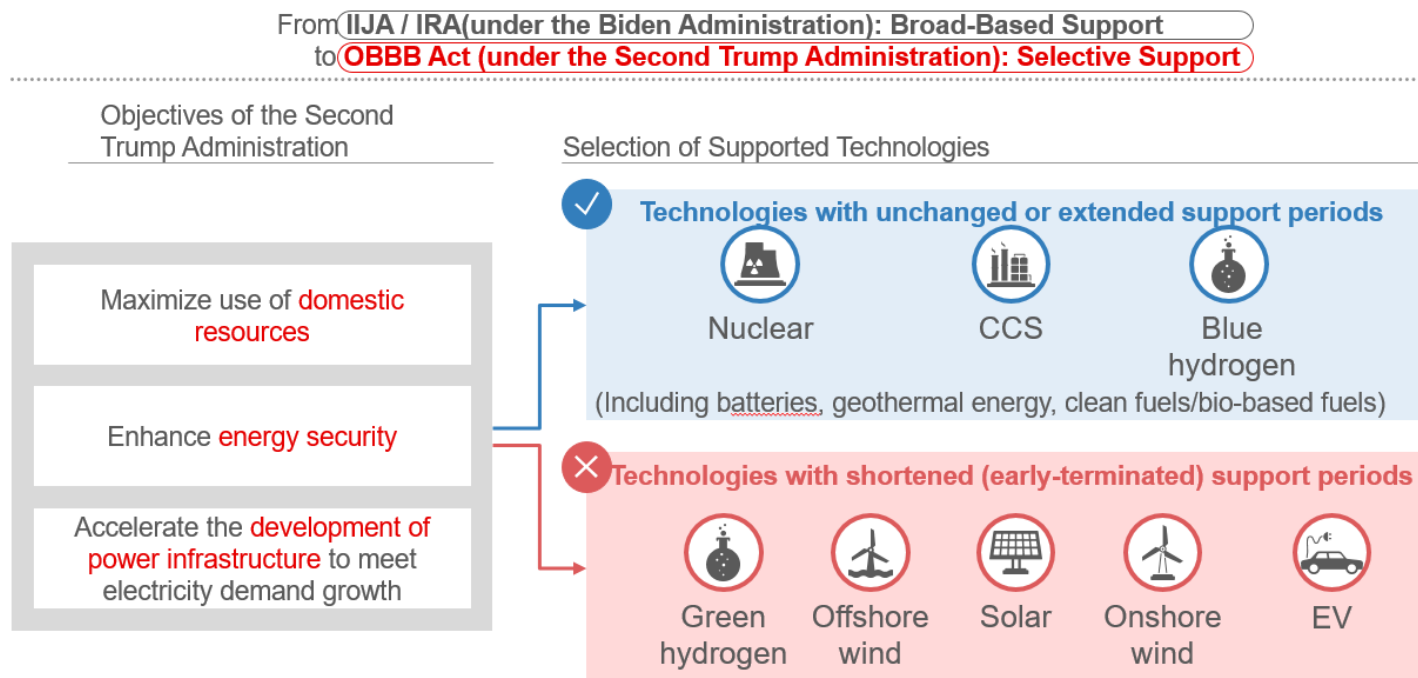 From IIJA / IRA(under the Biden Administration): Broad-Based Support
to OBBB Act (under the Second Trump Administration): Selective Support
Objectives of the Second
Trump Administration
Maximize use of domestic
resources
Enhance energy security
Accelerate the development of
power infrastructure to meet
electricity demand growth
Selection of Supported Technologies
Technologies with unchanged or extended support periods
Nuclear
CCS
Blue
hydrogen
(Including batteries, geothermal energy, clean fuels/bio-based fuels)
Technologies with shortened (early-terminated) support periods
Green
hydrogen
Offshore
wind
Solar
Onshore
wind
EV